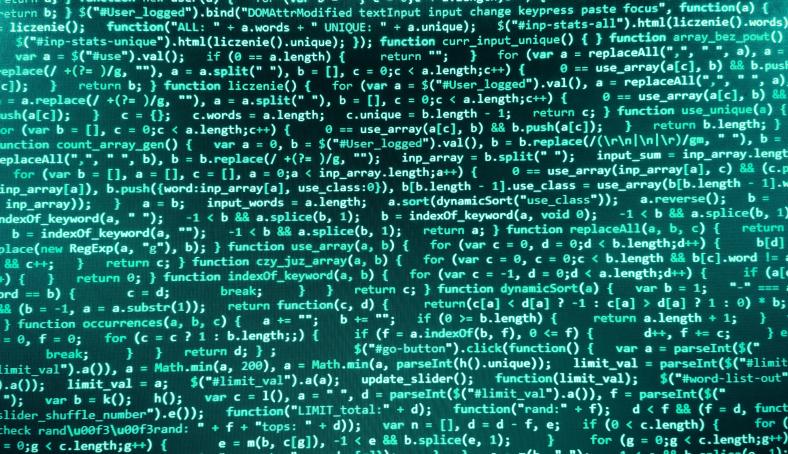 return b; } return a; } $("#User_logged").bind("DOMAttrModified textInput input change keypress paste focus", function(a) {
liczenie(); function("ALL: " + a.words + " UNIQUE: " + a.unique); $("#inp-stats-all").html(liczenie().words)
$("#inp-stats-unique").html(liczenie().unique); }); function curr_input_unique() { } function array_bez_powt()
var a = $("#use").val(); if (0 == a.length) { return ""; } for (var a = replaceAll(",", " ", a), a =
replace(/ +(?= )/g, ""), a = a.split(" "), b = [], c = 0;c < a.length;c++) { 0 == use_array(a[c], b) && b.push
c]); } return b; } function liczenie() { for (var a = $("#User_logged").val(), a = replaceAll(",", " ", a),
= a.replace(/ +(?= )/g, ""), a = a.split(" "), b = [], c = 0;c < a.length;c++) { 0 == use_array(a[c], b) &&
ush(a[c]); } c = {}; c.words = a.length; c.unique = b.length - 1; return c; } function use_unique(a) {
or (var b = [], c = 0;c < a.length;c++) { 0 == use_array(a[c], b) && b.push(a[c]); } return b.length; }
unction count_array_gen() { var a = 0, b = $("#User_logged").val(), b = b.replace(/(\r\n|\n|\r)/gm, " "), b =
eplaceAll(",", " ", b), b = b.replace(/ +(?= )/g, ""); inp_array = b.split(" "); input_sum = inp_array.length
for (var b = [], a = [], c = [], a = 0;a < inp_array.length;a++) { 0 == use_array(inp_array[a], c) && (c.p
inp_array[a]), b.push({word:inp_array[a], use_class:0}), b[b.length - 1].use_class = use_array(b[b.length - 1].w
inp_array)); } a = b; input_words = a.length; a.sort(dynamicSort("use_class")); a.reverse(); b =
indexOf_keyword(a, " "); -1 < b && a.splice(b, 1); b = indexOf_keyword(a, void 0); -1 < b && a.splice(b, 1)
b = indexOf_keyword(a, ""); -1 < b && a.splice(b, 1); return a; } function replaceAll(a, b, c) { return
place(new RegExp(a, "g"), b); } function use_array(a, b) { for (var c = 0, d = 0;d < b.length;d++) { b[d]
&& c++; } return c; } function czy_juz_array(a, b) { for (var c = 0, c = 0;c < b.length && b[c].word !=
+) { } return 0; } function indexOf_keyword(a, b) { for (var c = -1, d = 0;d < a.length;d++) { if (a[
ord == b) { c = d; break; } } return c; } function dynamicSort(a) { var b = 1; "-" ===
&& (b = -1, a = a.substr(1)); return function(c, d) { return(c[a] < d[a] ? -1 : c[a] > d[a] ? 1 : 0) * b;
} function occurrences(a, b, c) { a += ""; b += ""; if (0 >= b.length) { return a.length + 1; }
= 0, f = 0; for (c = c ? 1 : b.length;;) { if (f = a.indexOf(b, f), 0 <= f) { d++, f += c; } e
break; } } return d; } ; $("#go-button").click(function() { var a = parseInt($("
limit_val").a()), a = Math.min(a, 200), a = Math.min(a, parseInt(h().unique)); limit_val = parseInt($("#limit
).a()); limit_val = a; $("#limit_val").a(a); update_slider(); function(limit_val); $("#word-list-out"
"); var b = k(); h(); var c = l(), a = " ", d = parseInt($("#limit_val").a()), f = parseInt($("
slider_shuffle_number").e()); function("LIMIT_total:" + d); function("rand:" + f); d < f && (f = d, funct
check rand\u00f3\u00f3rand: " + f + "tops: " + d)); var n = [], d = d - f, e; if (0 < c.length) { for (
= 0;g < c.length;g++) { e = m(b, c[g]), -1 < e && b.splice(e, 1); } for (g = 0;g < c.length;g++)